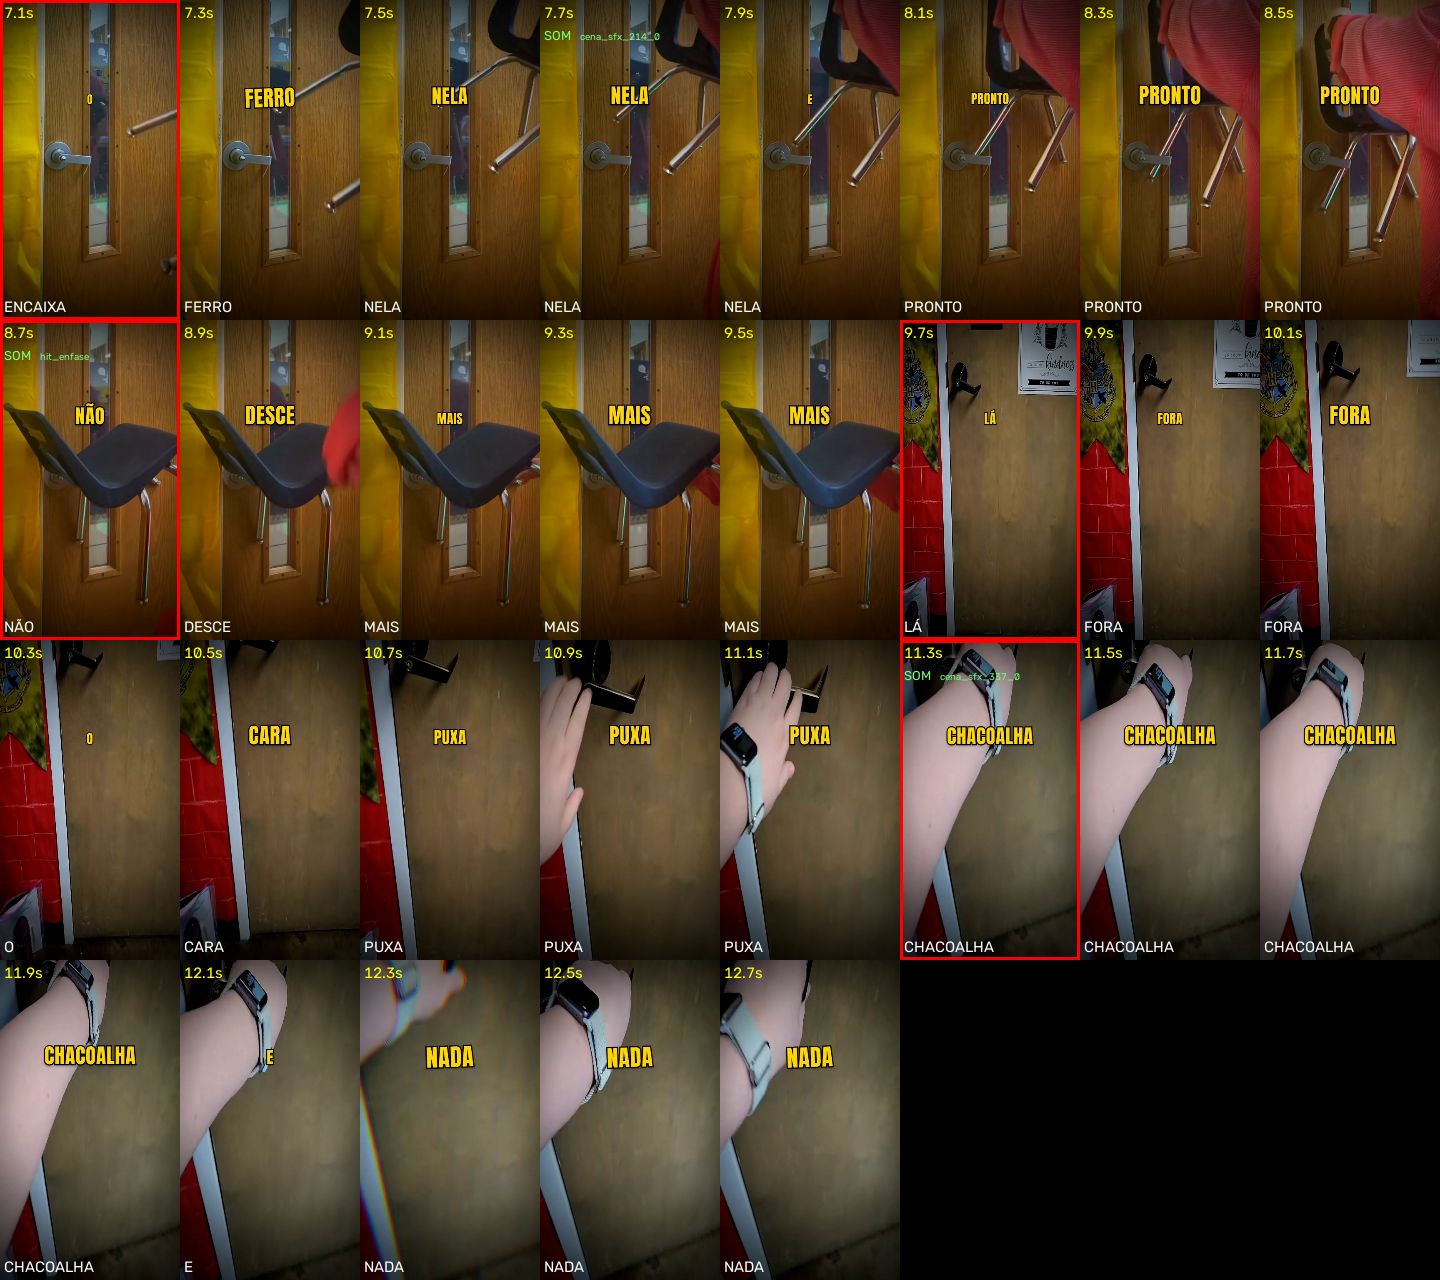 7.1s
O
ENCAIXA
7.3s
FERRO
FERRO
7.5s
NELA
NELA
7.7s
SOM cena_sfx_214_0
NELA
NELA
7.9s
E
NELA
8.1s
PRONTO
PRONTO
8.3s
PRONTO
PRONTO
8.5s
PRONTO
PRONTO
8.7s
SOM hit_enfase
NÃO
NÃO
8.9s
DESCE
DESCE
9.1s
MAIS
MAIS
9.3s
MAIS
MAIS
9.5s
MAIS
MAIS
9.7s
kindness
LÁ
LÁ
9.9s
kind
FORA
FORA
10.1s
FORA
FORA
10.3s
O
O
10.5s
CARA
CARA
10.7s
PUXA
PUXA
10.9s
PUXA
PUXA
11.1s
PUXA
PUXA
11.3s
SOM cena_sfx_337_0
CHACOALHA
CHACOALHA
11.5s
CHACOALHA
CHACOALHA
11.7s
CHACOALHA
CHACOALHA
11.9s
CHACOALHA
CHACOALHA
12.1s
E
E
12.3s
NADA
NADA
12.5s
NADA
NADA
12.7s
NADA
NADA